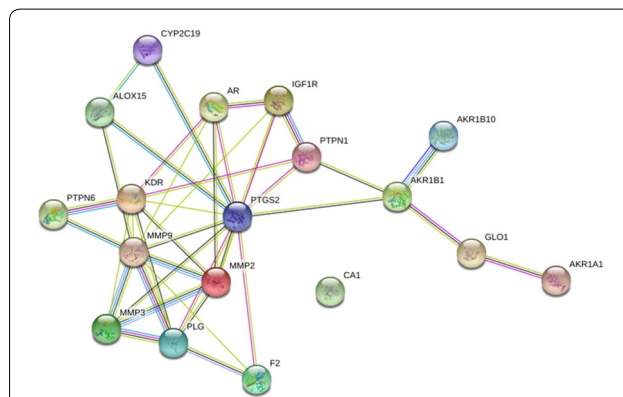 CYP2C19
ALOX15
AR
IGF1R
AKR1B10
PTPN1
KDR
AKR1B1
PTPN6
PTGS2
MMP9
GLO1
MMP2
AKR1A1
CA1
MMP3
PLG
F2